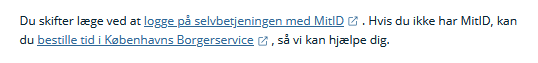 Du skifter læge ved at logge på selvbetjeningen med MitID . Hvis du ikke har MitID, kan
du bestille tid i Københavns Borgerservice , så vi kan hjælpe dig.